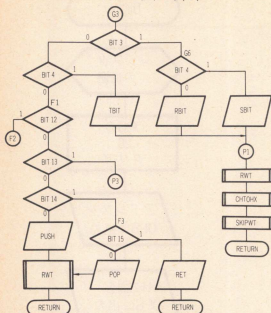 G3
BIT 3
0
1
G6
BIT 4
1
0
BIT 4
1
0
F1
TBIT
RBIT
SBIT
1
BIT 12
0
F2
P1
BIT 13
1
0
P3
RWT
BIT 14
1
0
CHTOHX
F3
SKIPWT
PUSH
0
BIT 15
1
RETURN
RWT
POP
RET
RETURN
RETURN